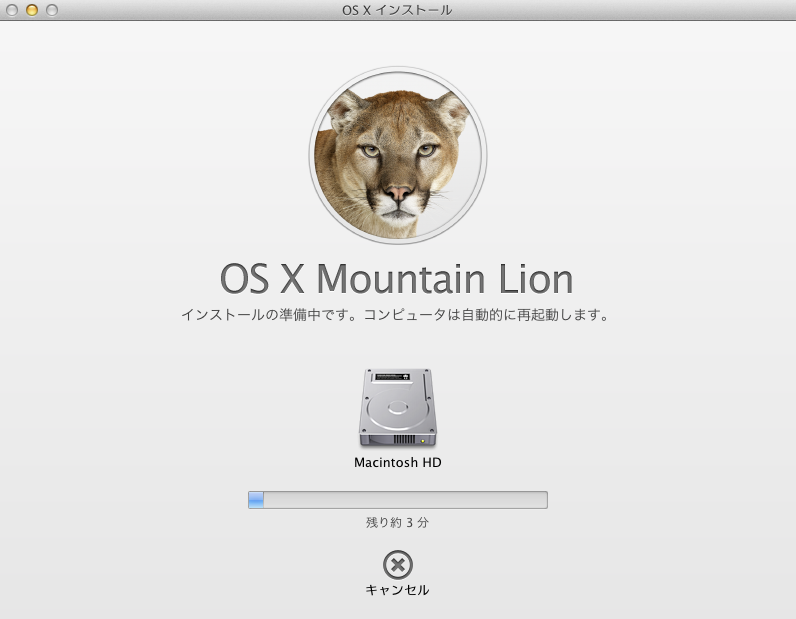 OS X インストール
OS X Mountain Lion
インストールの準備中です。コンピュータは自動的に再起動します。
Macintosh HD
残り約 3 分
キャンセル